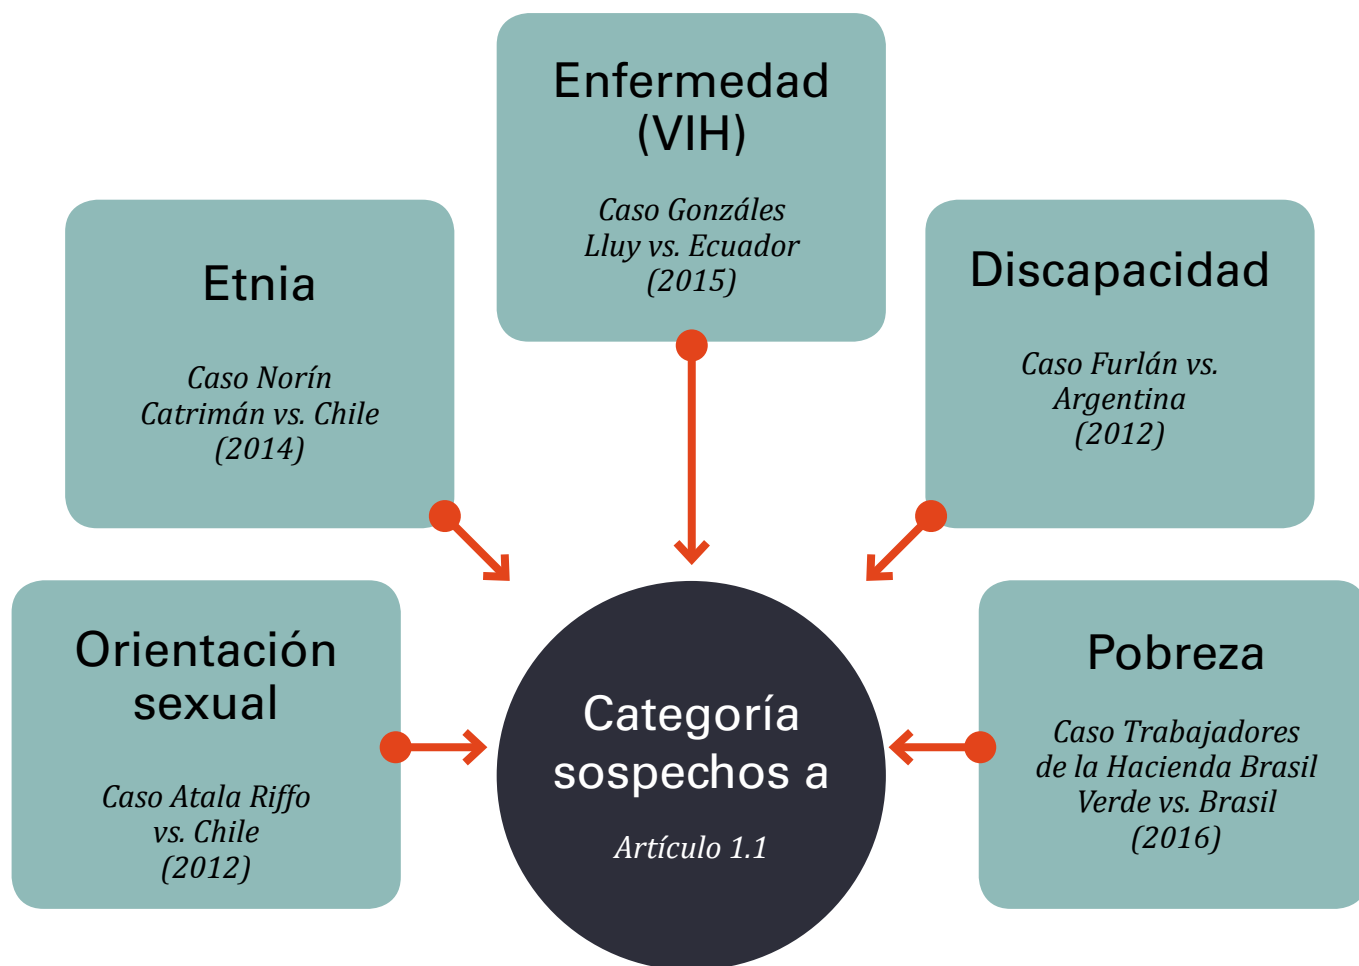 Enfermedad
(VIH)
Caso Gonzáles
Lluy vs. Ecuador
(2015)
Etnia
Caso Norín
Catrimán vs. Chile
(2014)
Discapacidad
Caso Furlán vs.
Argentina
(2012)
Orientación
sexual
Caso Atala Riffo
vs. Chile
(2012)
Categoría
sospechos a
Artículo 1.1
Pobreza
Caso Trabajadores
de la Hacienda Brasil
Verde vs. Brasil
(2016)